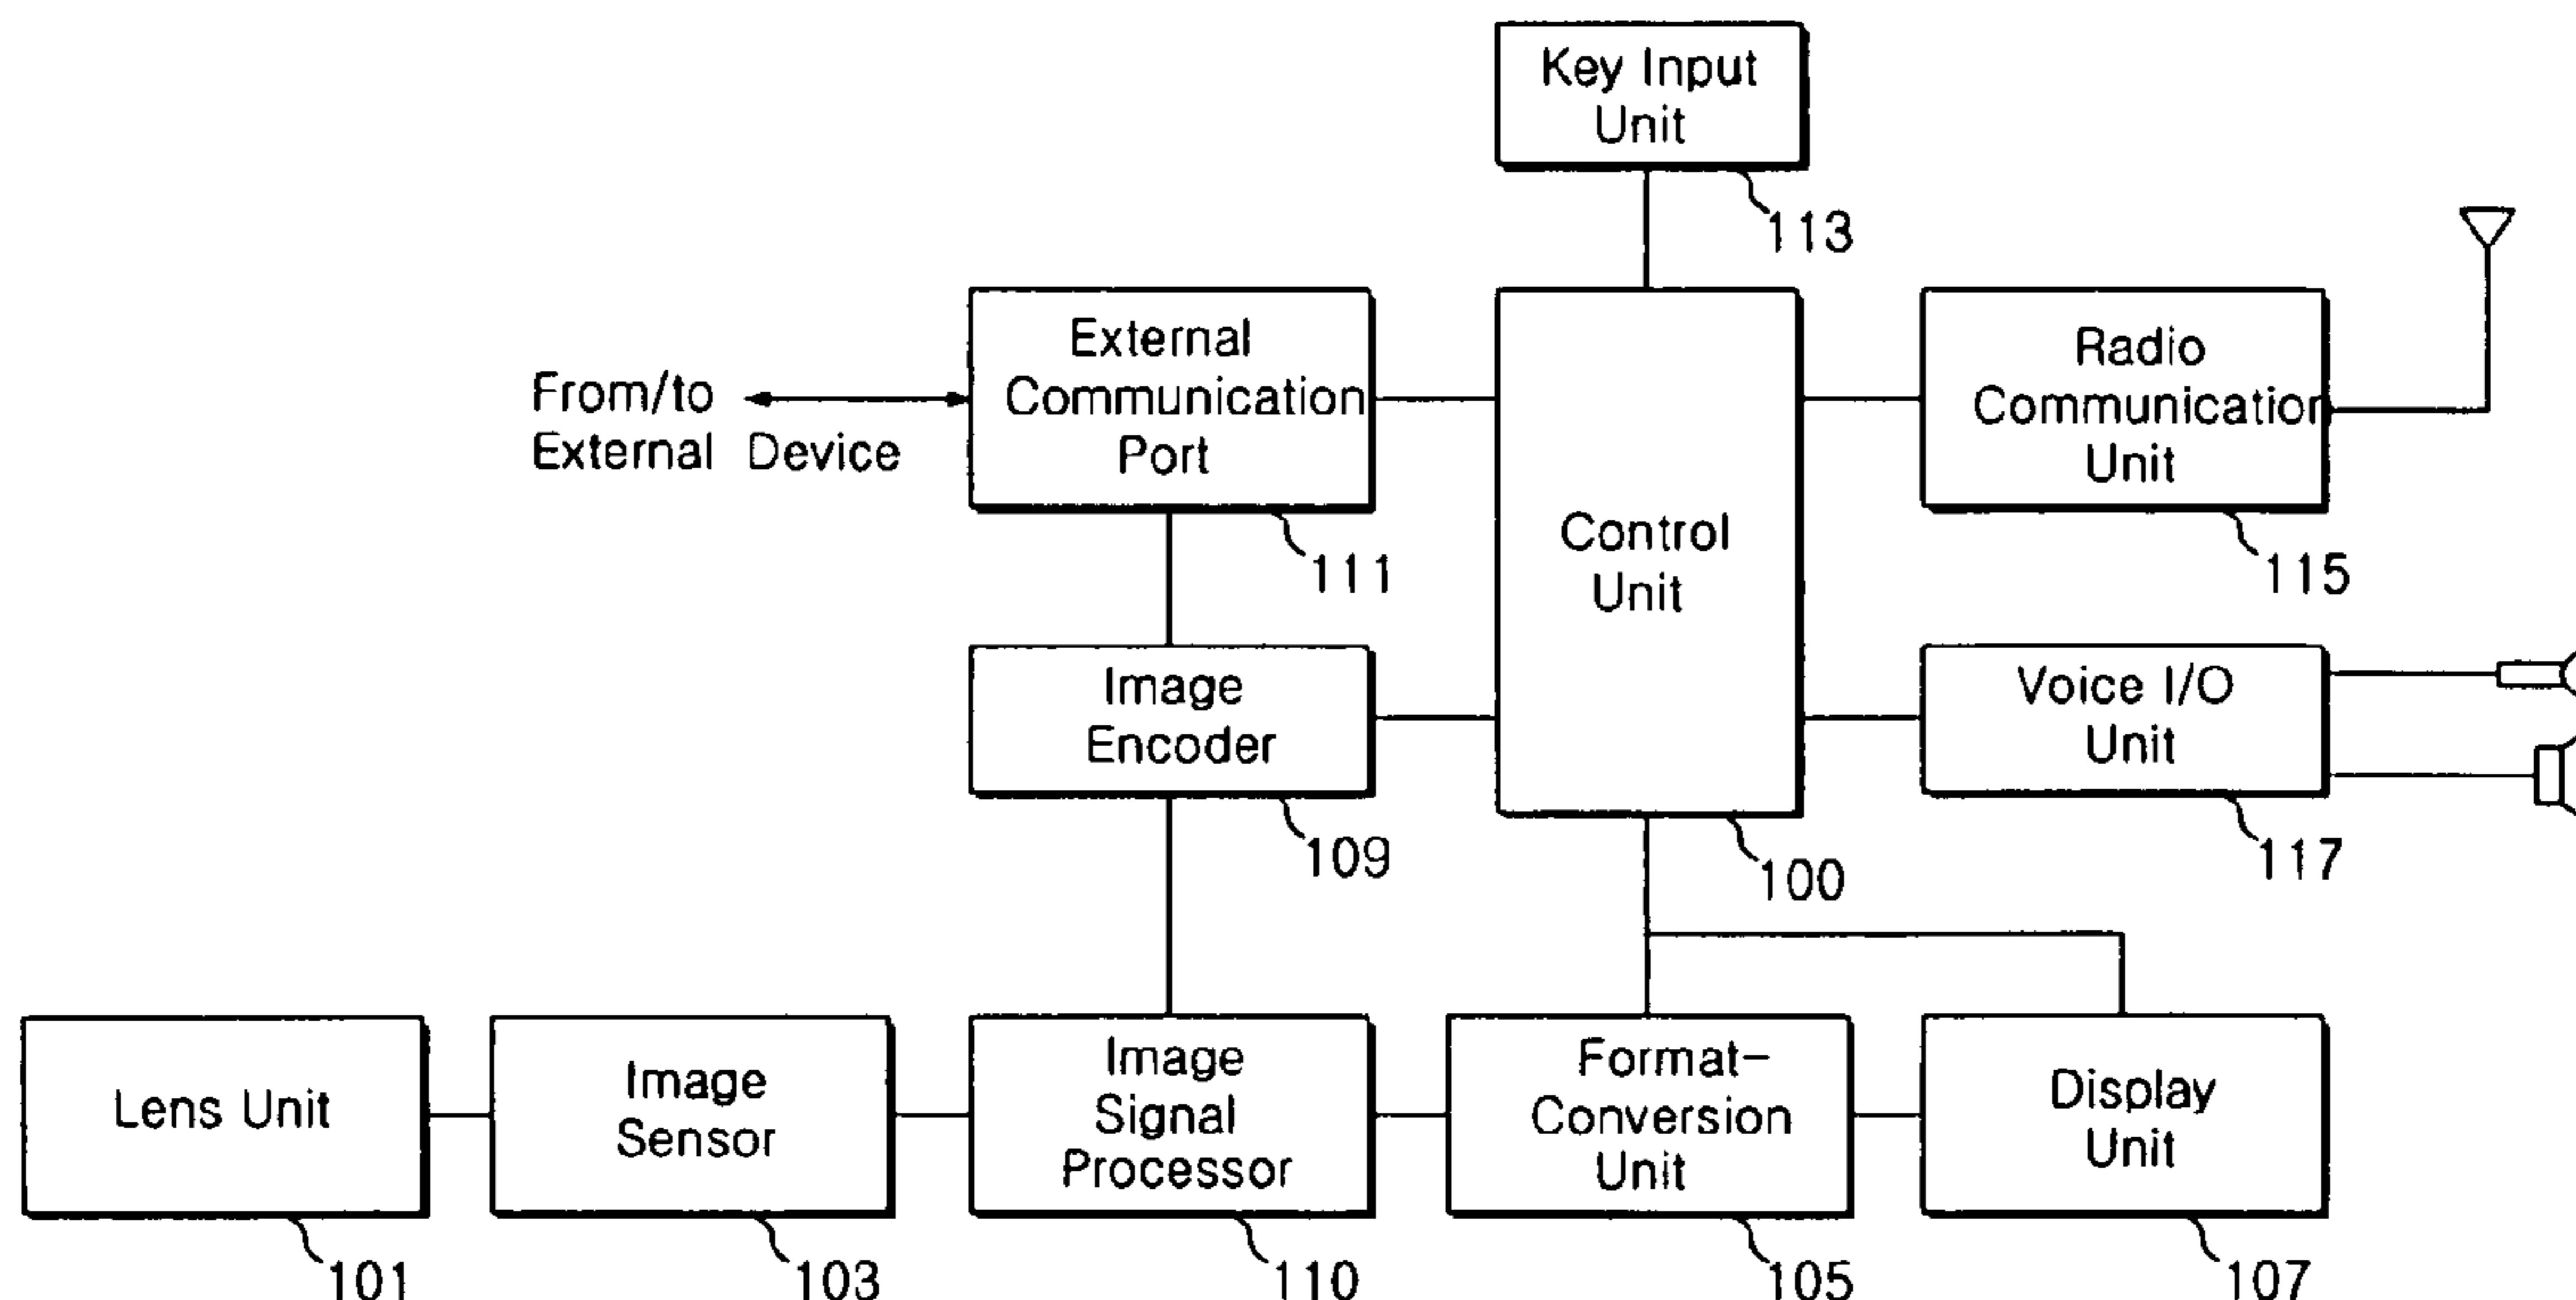 Key Input
Unit
113
External
Communication
Port
111
From/to
External Device
Control
Unit
100
Radio
Communication
Unit
115
Image
Encoder
109
Voice I/O
Unit
117
Lens Unit
101
Image
Sensor
103
Image
Signal
Processor
110
Format-
Conversion
Unit
105
Display
Unit
107